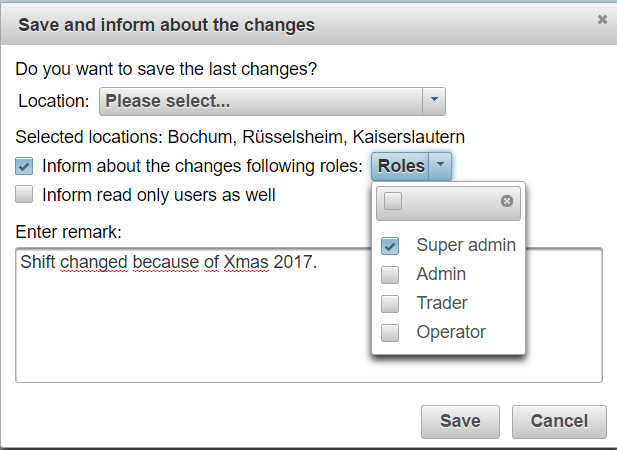 Save and inform about the changes
Do you want to save the last changes?
Location: Please select...
Selected locations: Bochum, Rüsselsheim, Kaiserslautern
Inform about the changes following roles: Roles
Inform read only users as well
Super admin
Admin
Trader
Operator
Enter remark:
Shift changed because of Xmas 2017.
Save Cancel